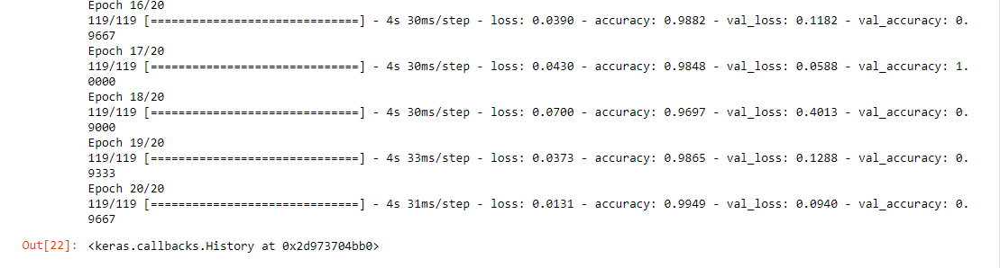 Epoch 16/20
119/119 [==============================] - 4s 30ms/step - loss: 0.0390 - accuracy: 0.9882 - val_loss: 0.1182 - val_accuracy: 0.
9667
Epoch 17/20
119/119 [==============================] - 4s 30ms/step - loss: 0.0430 - accuracy: 0.9848 - val_loss: 0.0588 - val_accuracy: 1.
0000
Epoch 18/20
119/119 [==============================] - 4s 30ms/step - loss: 0.0700 - accuracy: 0.9697 - val_loss: 0.4013 - val_accuracy: 0.
9000
Epoch 19/20
119/119 [==============================] - 4s 33ms/step - loss: 0.0373 - accuracy: 0.9865 - val_loss: 0.1288 - val_accuracy: 0.
9333
Epoch 20/20
119/119 [==============================] - 4s 31ms/step - loss: 0.0131 - accuracy: 0.9949 - val_loss: 0.0940 - val_accuracy: 0.
9667
Out[22]: <keras.callbacks.History at 0x2d973704bb0>